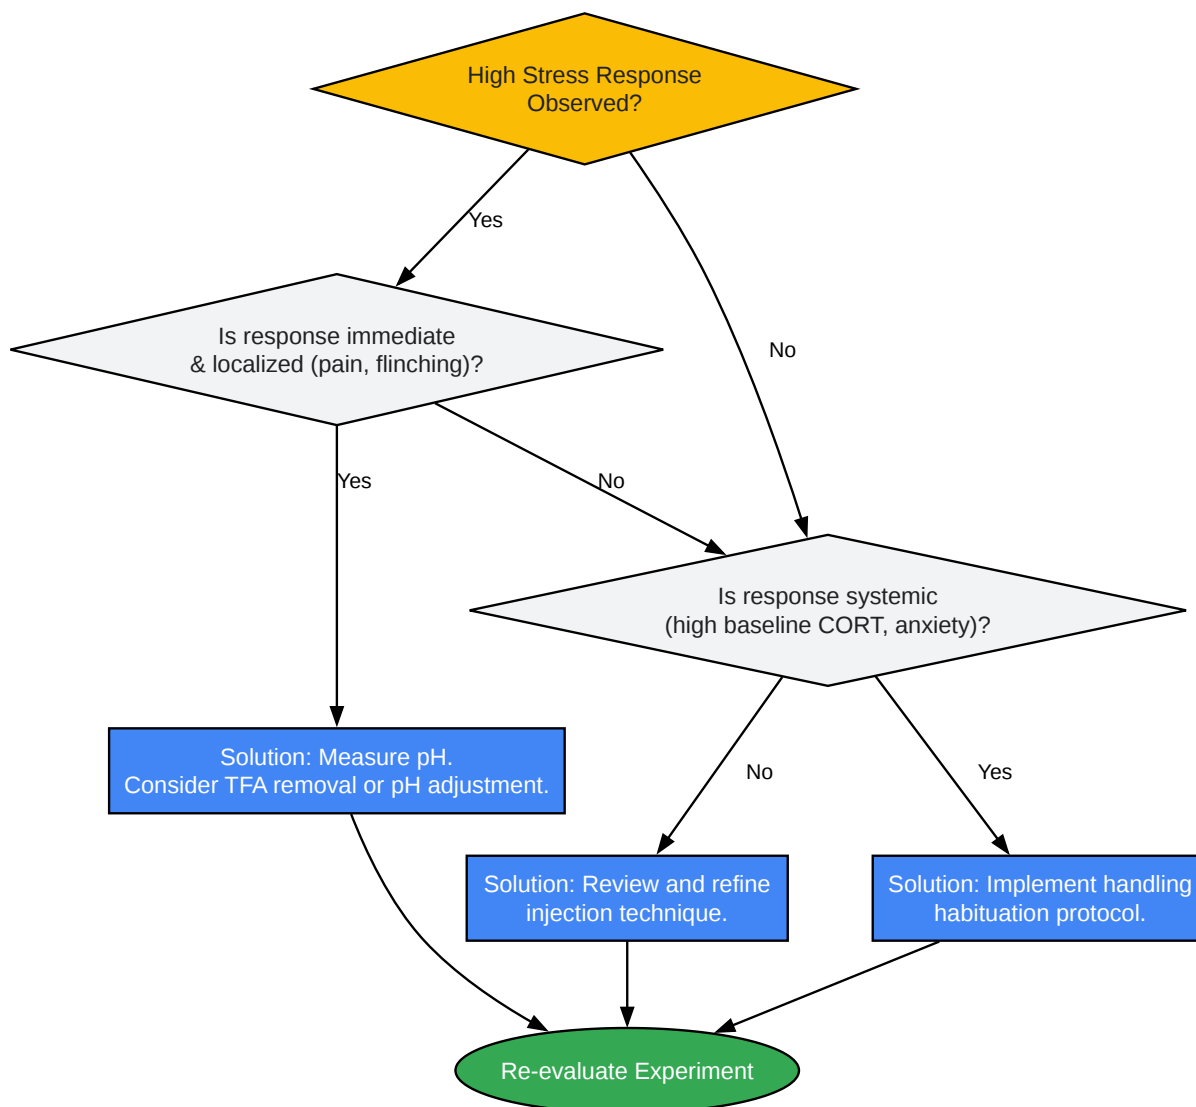 High Stress Response
Observed?
Yes
Is response immediate
& localized (pain, flinching)?
No
Yes
No
Is response systemic
(high baseline CORT, anxiety)?
Solution: Measure pH.
Consider TFA removal or pH adjustment.
No
Yes
Solution: Review and refine
injection technique.
Solution: Implement handling
habituation protocol.
Re-evaluate Experiment